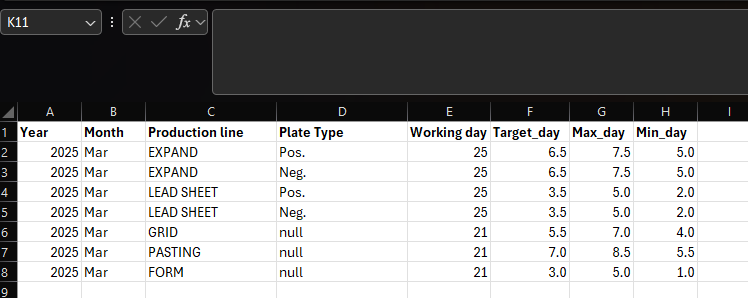 K11 fx
A B C D E F G H I
1 Year Month Production line Plate Type Working day Target_day Max_day Min_day
2 2025 Mar EXPAND Pos. 25 6.5 7.5 5.0
3 2025 Mar EXPAND Neg. 25 6.5 7.5 5.0
4 2025 Mar LEAD SHEET Pos. 25 3.5 5.0 2.0
5 2025 Mar LEAD SHEET Neg. 25 3.5 5.0 2.0
6 2025 Mar GRID null 21 5.5 7.0 4.0
7 2025 Mar PASTING null 21 7.0 8.5 5.5
8 2025 Mar FORM null 21 3.0 5.0 1.0
9